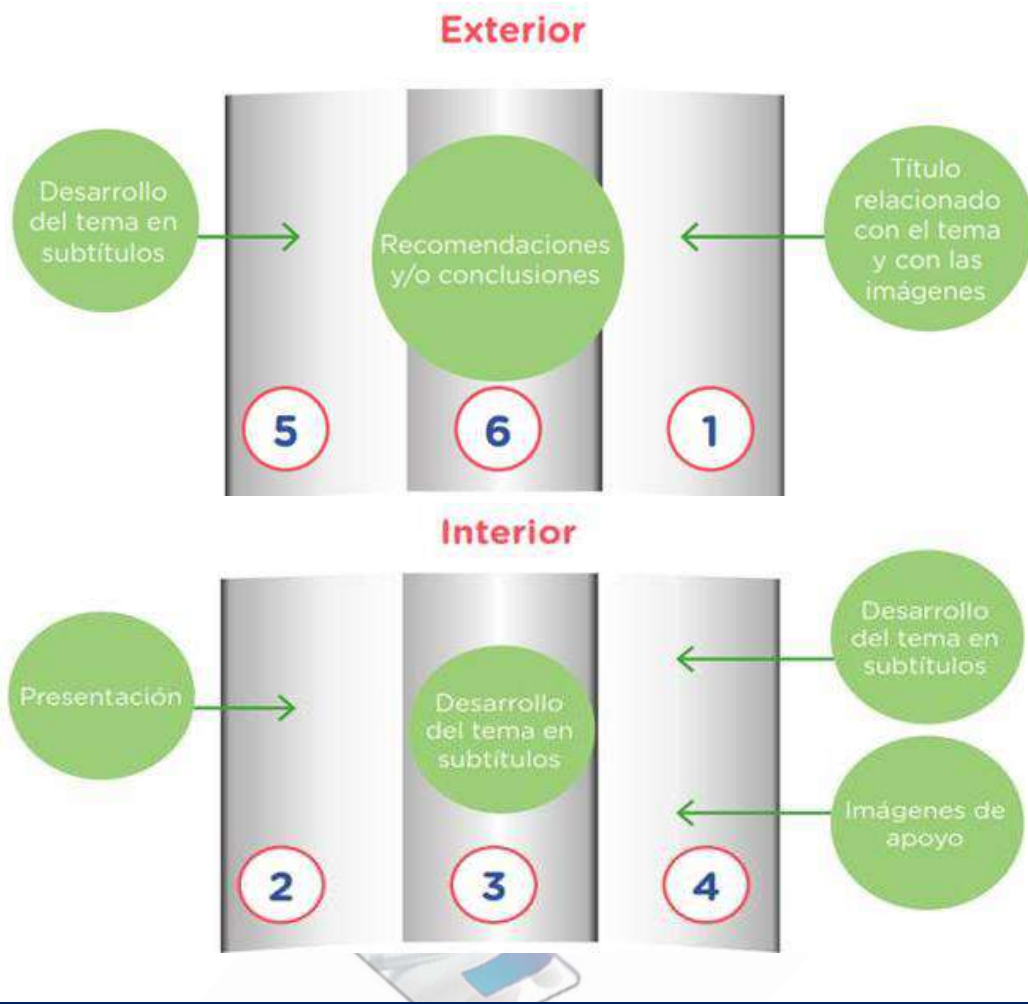 Exterior
Desarrollo
del tema en
subtítulos
Recomendaciones
y/o conclusiones
Título
relacionado
con el tema
y con las
imágenes
5
6
1
Interior
Presentación
Desarrollo
del tema en
subtítulos
Desarrollo
del tema en
subtítulos
Imágenes de
apoyo
2
3
4